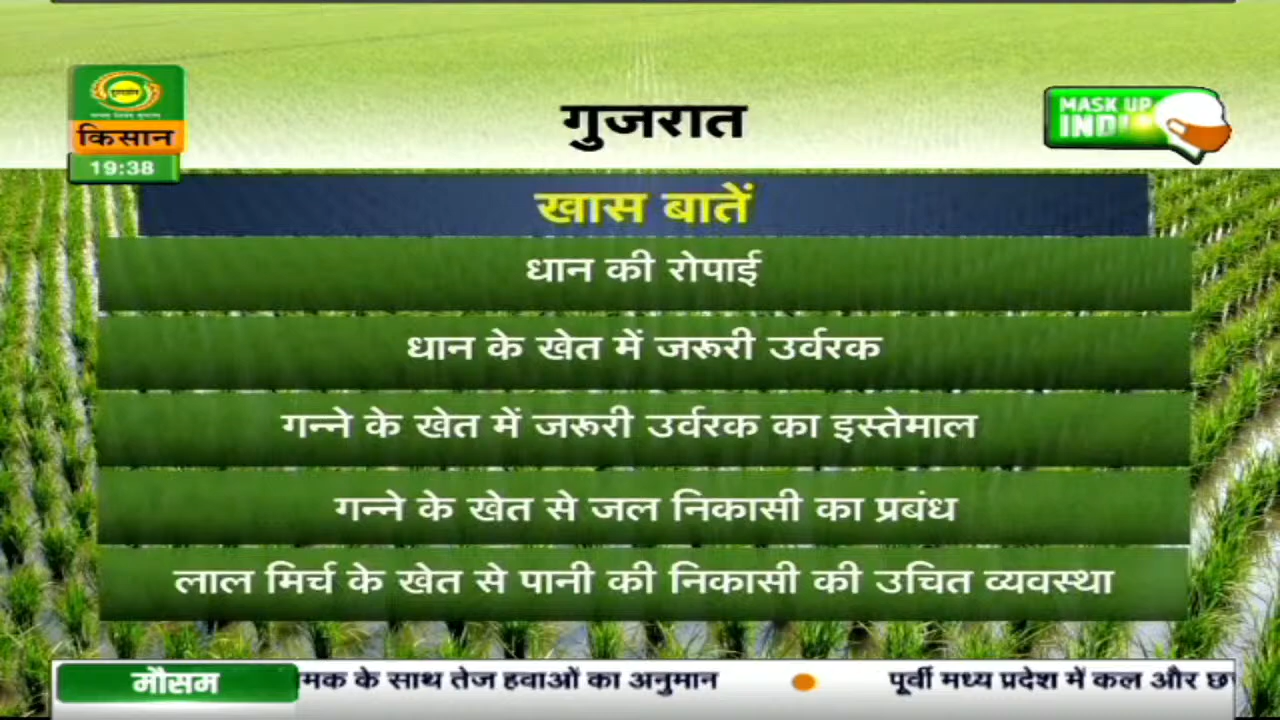 गुजरात
किसान
19:38
MASK UP
INDIA
खास बातें
धान की रोपाई
धान के खेत में जरूरी उर्वरक
गन्ने के खेत में जरूरी उर्वरक का इस्तेमाल
गन्ने के खेत से जल निकासी का प्रबंध
लाल मिर्च के खेत से पानी की निकासी की उचित व्यवस्था
मौसम
के साथ तेज हवाओं का अनुमान
पूर्वी मध्य प्रदेश में कल और